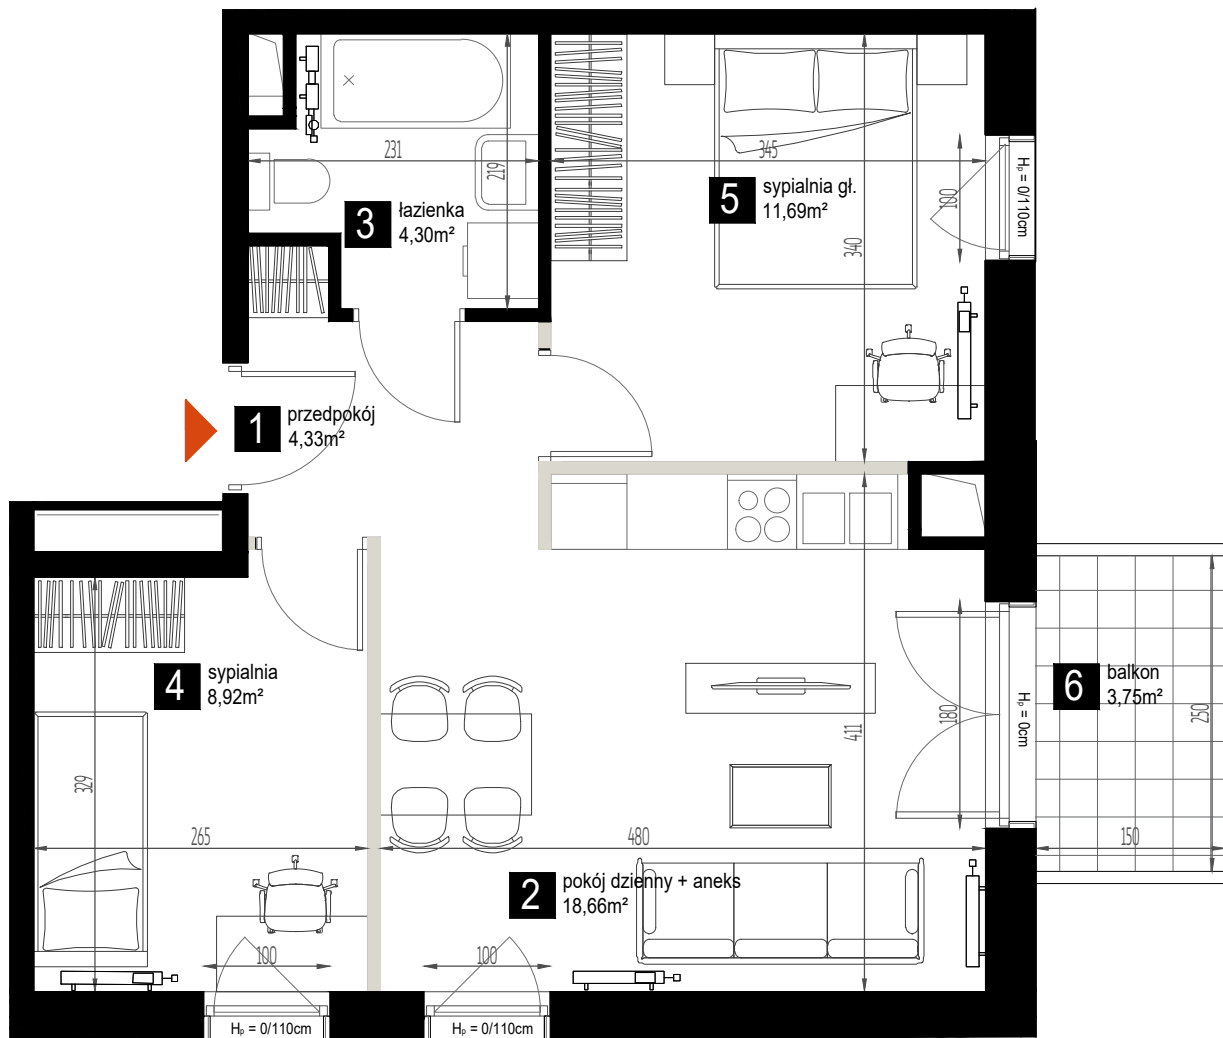 231
219
3
łazienka
4,30m²
345
5
sypialnia gł.
11,69m²
340
100
Hₚ = 0/110cm
1
przedpokój
4,33m²
4
sypialnia
8,92m²
329
265
100
Hₚ = 0/110cm
480
411
2
pokój dzienny + aneks
18,66m²
100
Hₚ = 0/110cm
180
Hₚ = 0cm
6
balkon
3,75m²
250
150